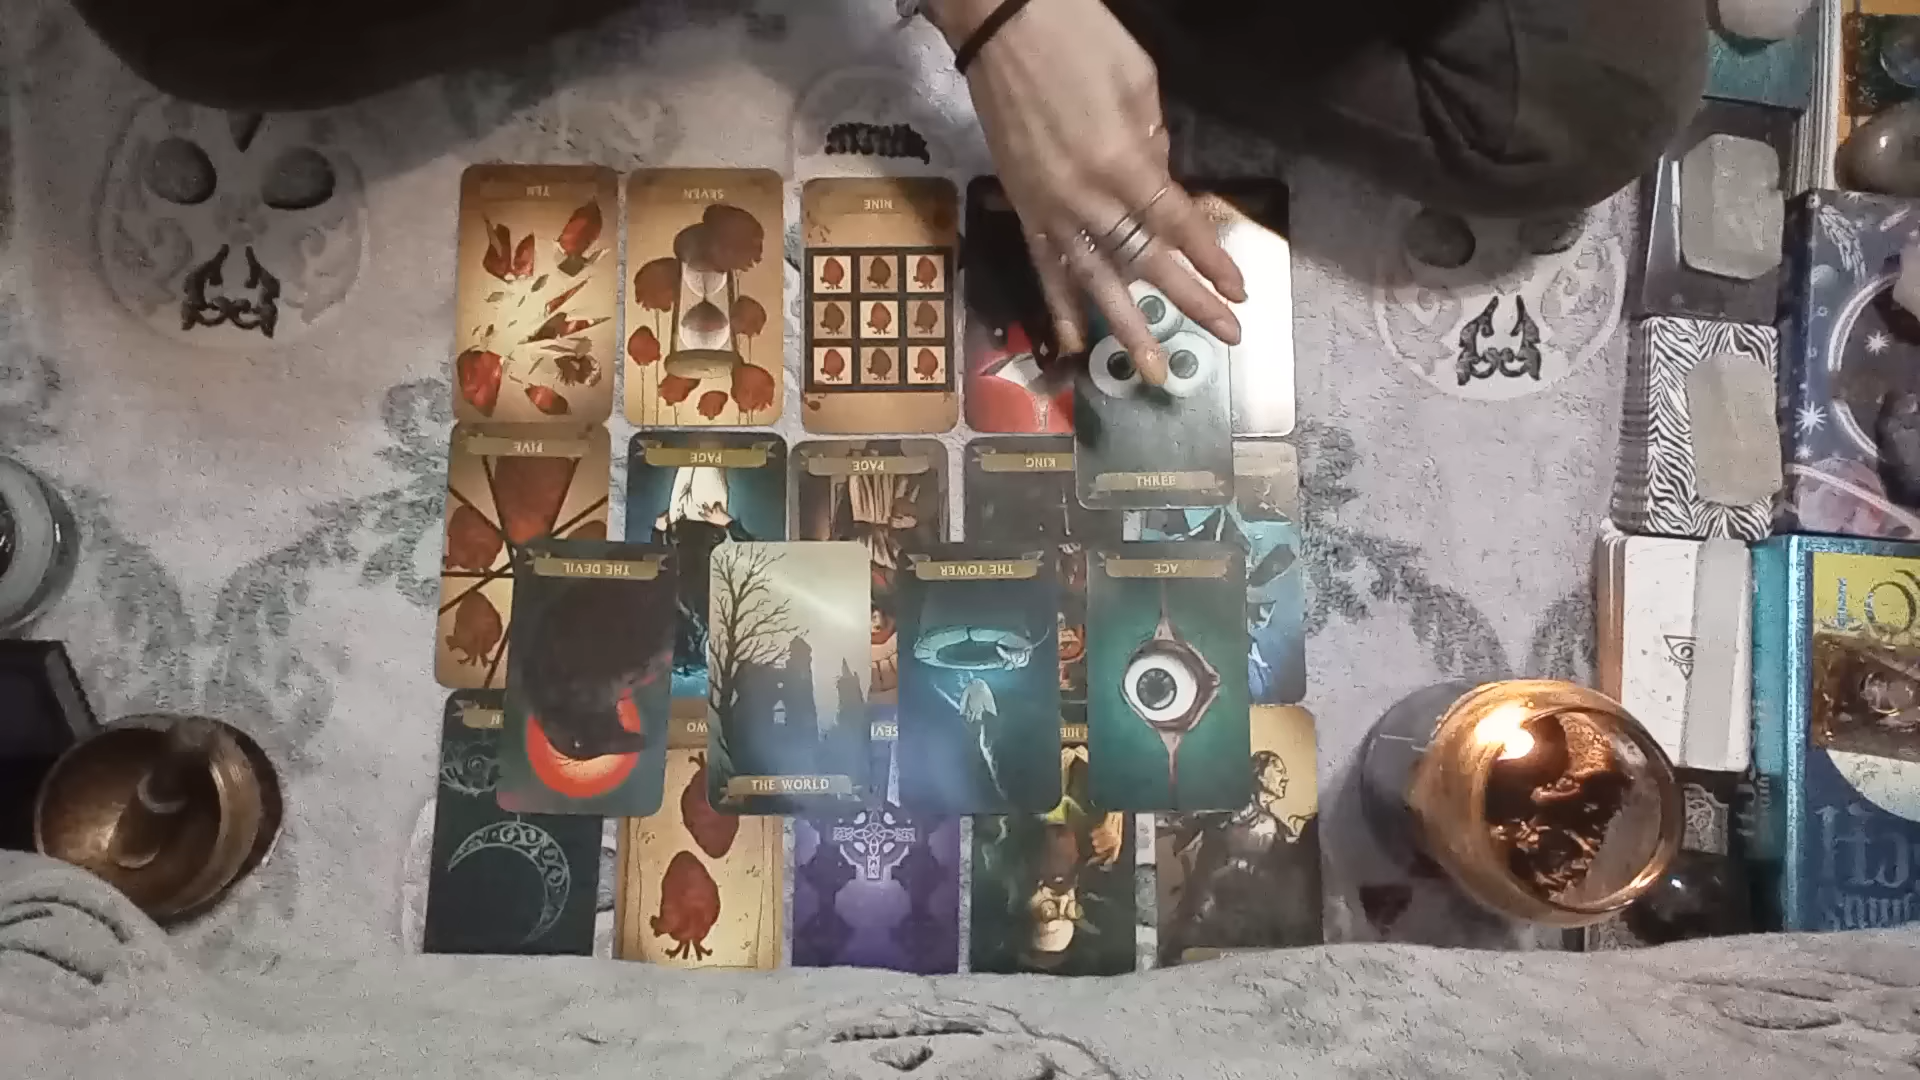 TEN
SEVEN
NINE
THREE
FIVE
PAGE
PAGE
KING
THE DEVIL
THE WORLD
THE TOWER
ACE